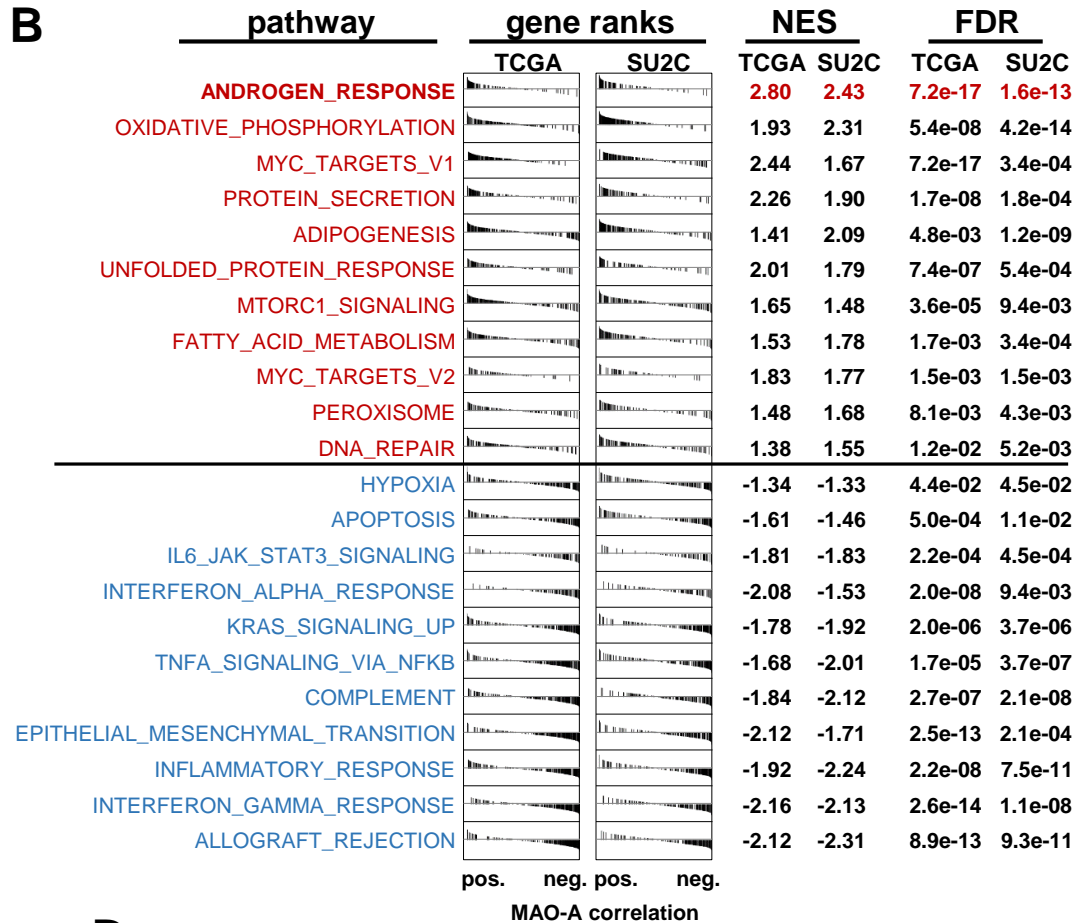 B
pathway gene ranks NES FDR
TCGA SU2C TCGA SU2C TCGA SU2C
ANDROGEN_RESPONSE 2.80 2.43 7.2e-17 1.6e-13
OXIDATIVE_PHOSPHORYLATION 1.93 2.31 5.4e-08 4.2e-14
MYC_TARGETS_V1 2.44 1.67 7.2e-17 3.4e-04
PROTEIN_SECRETION 2.26 1.90 1.7e-08 1.8e-04
ADIPOGENESIS 1.41 2.09 4.8e-03 1.2e-09
UNFOLDED_PROTEIN_RESPONSE 2.01 1.79 7.4e-07 5.4e-04
MTORC1_SIGNALING 1.65 1.48 3.6e-05 9.4e-03
FATTY_ACID_METABOLISM 1.53 1.78 1.7e-03 3.4e-04
MYC_TARGETS_V2 1.83 1.77 1.5e-03 1.5e-03
PEROXISOME 1.48 1.68 8.1e-03 4.3e-03
DNA_REPAIR 1.38 1.55 1.2e-02 5.2e-03
HYPOXIA -1.34 -1.33 4.4e-02 4.5e-02
APOPTOSIS -1.61 -1.46 5.0e-04 1.1e-02
IL6_JAK_STAT3_SIGNALING -1.81 -1.83 2.2e-04 4.5e-04
INTERFERON_ALPHA_RESPONSE -2.08 -1.53 2.0e-08 9.4e-03
KRAS_SIGNALING_UP -1.78 -1.92 2.0e-06 3.7e-06
TNFA_SIGNALING_VIA_NFKB -1.68 -2.01 1.7e-05 3.7e-07
COMPLEMENT -1.84 -2.12 2.7e-07 2.1e-08
EPITHELIAL_MESENCHYMAL_TRANSITION -2.12 -1.71 2.5e-13 2.1e-04
INFLAMMATORY_RESPONSE -1.92 -2.24 2.2e-08 7.5e-11
INTERFERON_GAMMA_RESPONSE -2.16 -2.13 2.6e-14 1.1e-08
ALLOGRAFT_REJECTION -2.12 -2.31 8.9e-13 9.3e-11
pos. neg. pos. neg.
MAO-A correlation